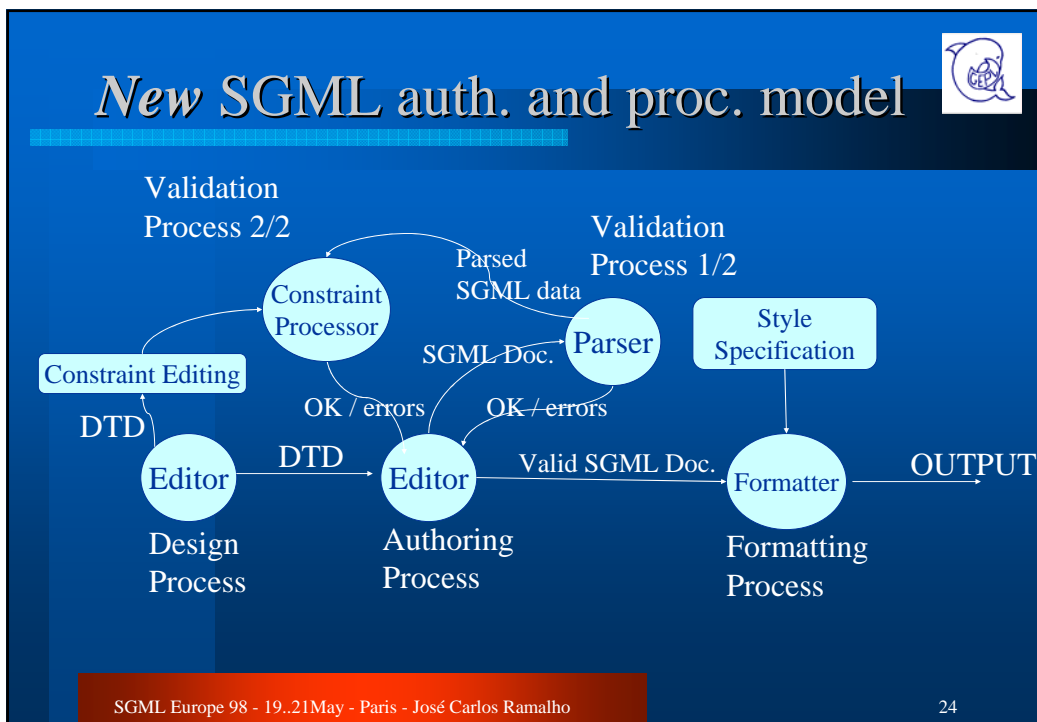 New SGML auth. and proc. model
GEPL
Validation
Process 2/2
Validation
Process 1/2
Parsed
SGML data
Constraint
Processor
Style
Specification
Parser
SGML Doc.
Constraint Editing
OK / errors
OK / errors
DTD
DTD
Editor
Editor
Valid SGML Doc.
Formatter
OUTPUT
Design
Process
Authoring
Process
Formatting
Process
SGML Europe 98 - 19..21May - Paris - José Carlos Ramalho
24